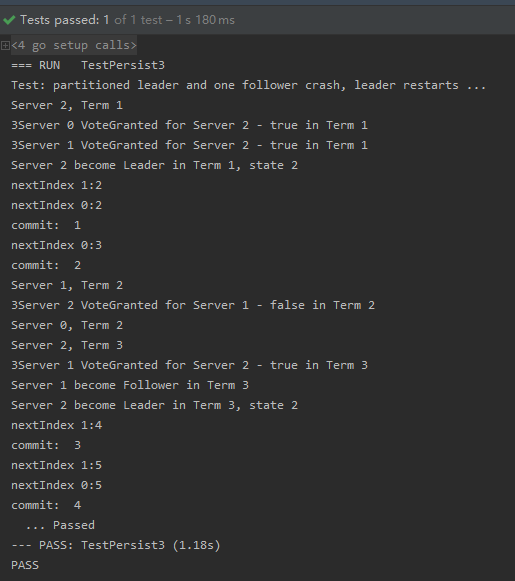 Tests passed: 1 of 1 test – 1 s 180 ms
<4 go setup calls>
=== RUN   TestPersist3
Test: partitioned leader and one follower crash, leader restarts ...
Server 2, Term 1
3Server 0 VoteGranted for Server 2 - true in Term 1
3Server 1 VoteGranted for Server 2 - true in Term 1
Server 2 become Leader in Term 1, state 2
nextIndex 1:2
nextIndex 0:2
commit:  1
nextIndex 0:3
commit:  2
Server 1, Term 2
3Server 2 VoteGranted for Server 1 - false in Term 2
Server 0, Term 2
Server 2, Term 3
3Server 1 VoteGranted for Server 2 - true in Term 3
Server 1 become Follower in Term 3
Server 2 become Leader in Term 3, state 2
nextIndex 1:4
commit:  3
nextIndex 1:5
nextIndex 0:5
commit:  4
  ... Passed
--- PASS: TestPersist3 (1.18s)
PASS